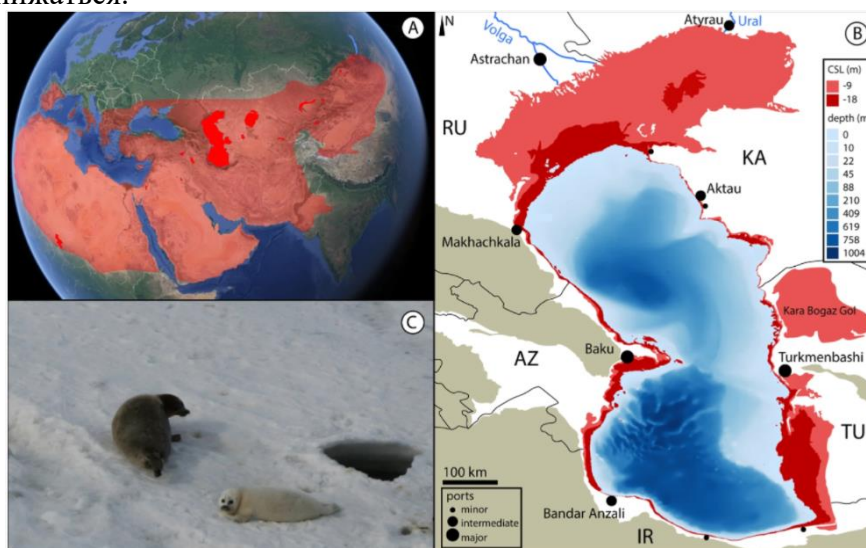 A
C
N
Volga
Atyrau
Ural
B
Astrachan
CSL (m)
-9
-18
depth (m
0
10
22
45
88
210
409
619
758
1004
RU
KA
Aktau
Makhachkala
Kara Bogaz Gol
Baku
Turkmenbashi
AZ
TU
100 km
ports
minor
intermediate
major
Bandar Anzali
IR